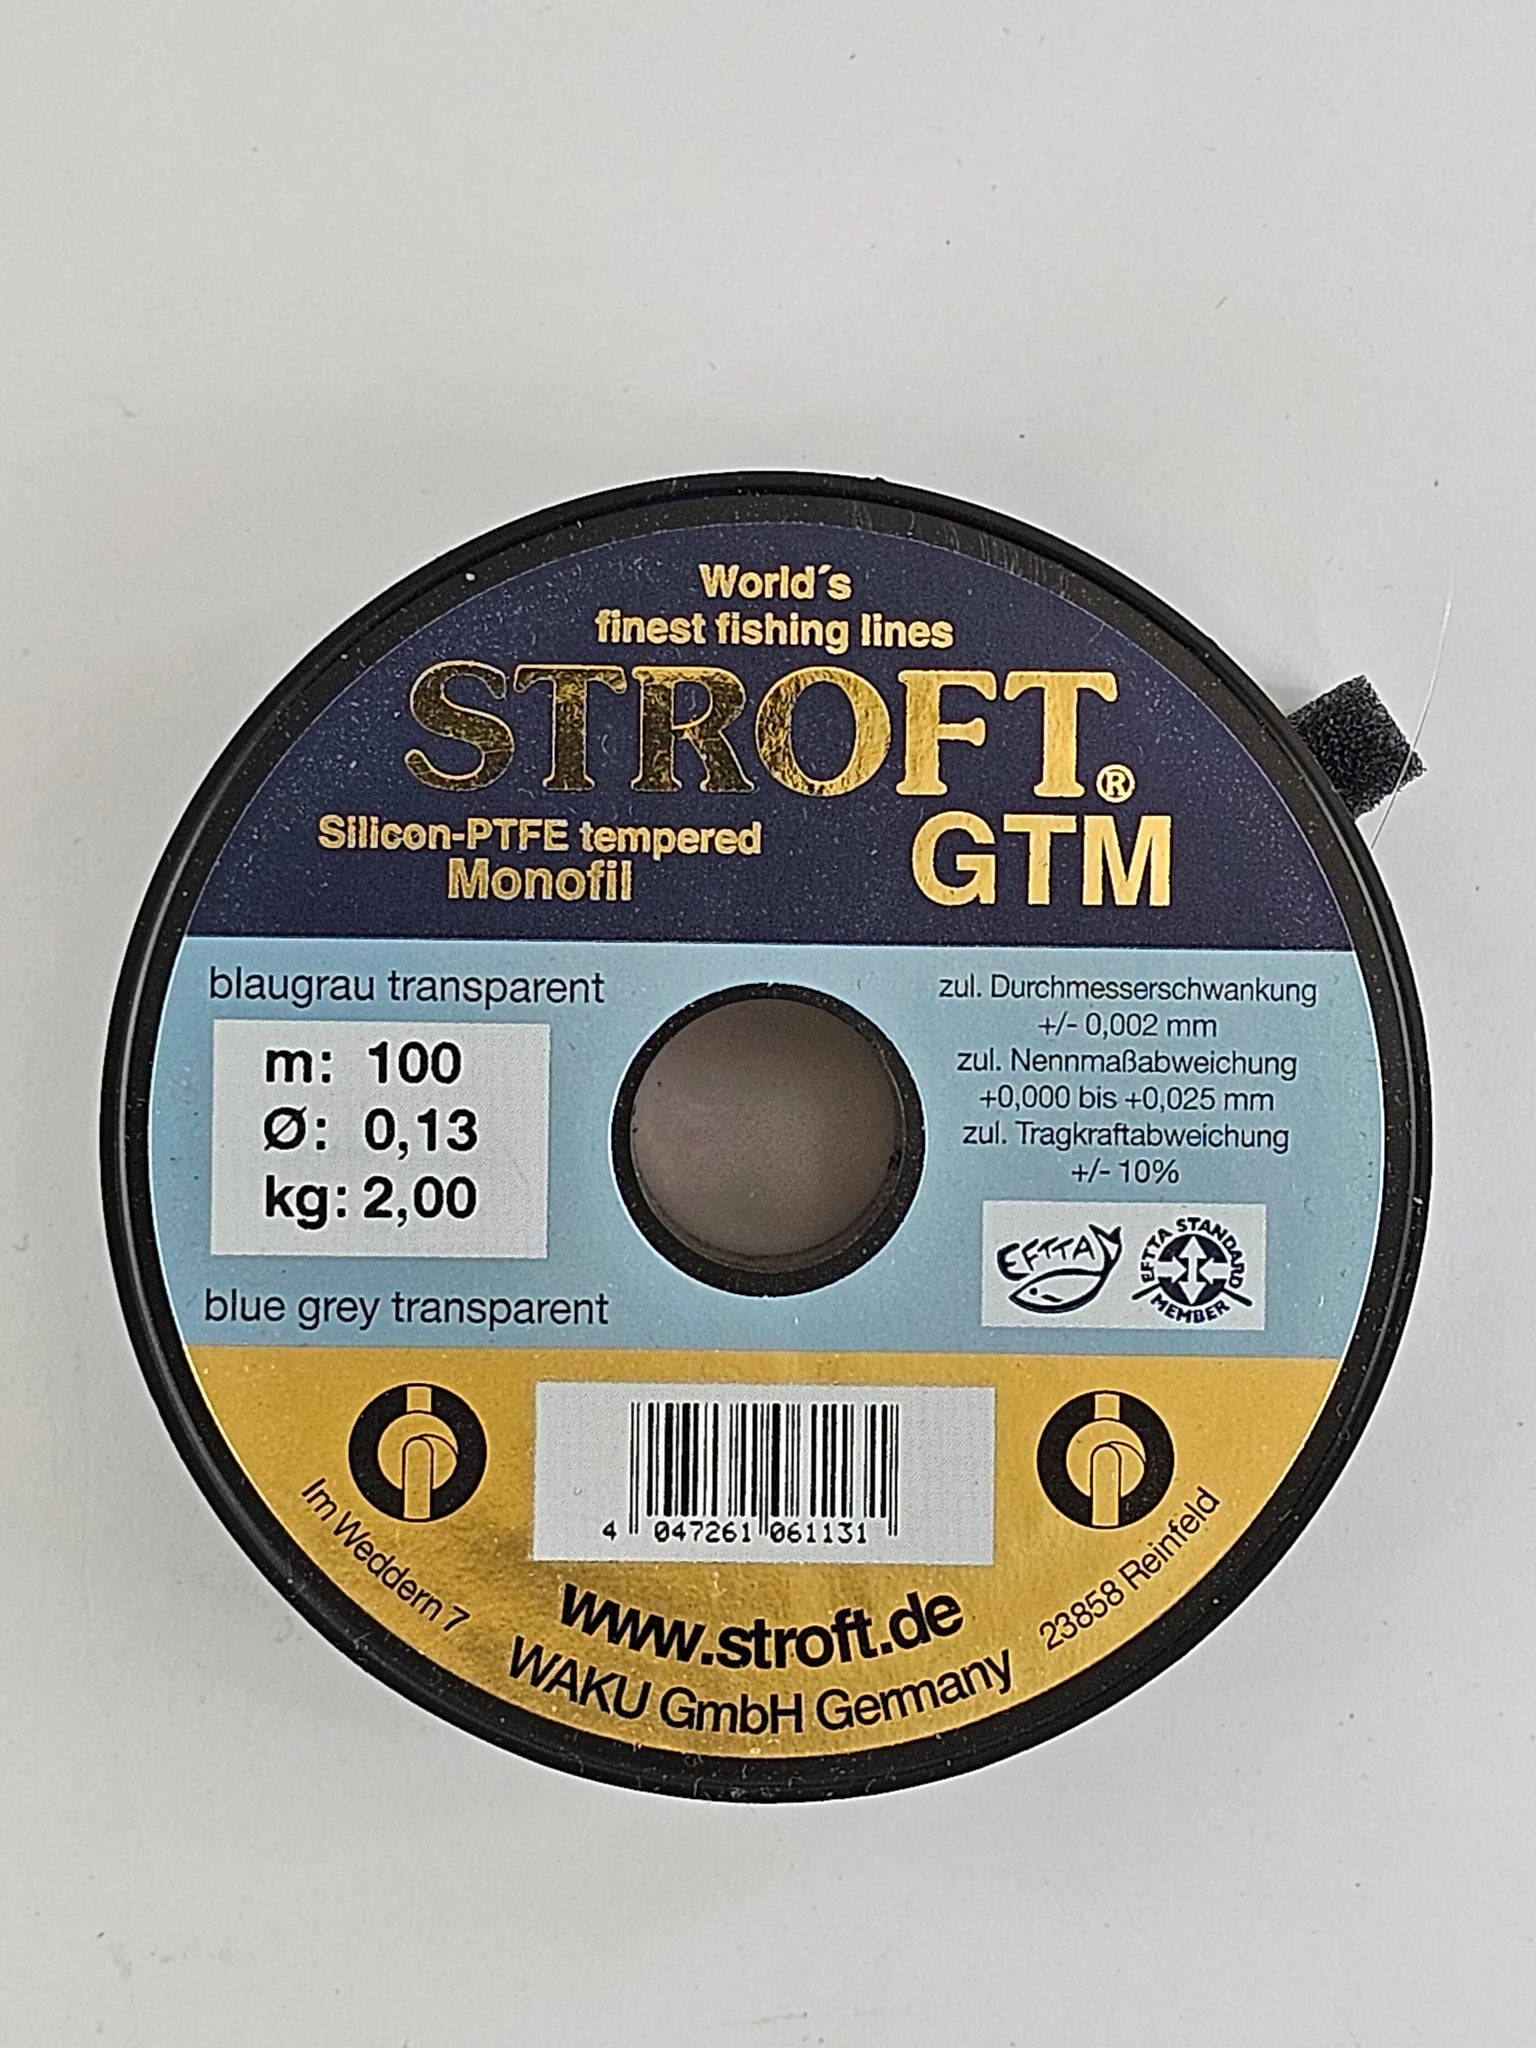 World´s
finest fishing lines
STROFT®
GTM
Silicon-PTFE tempered
Monofil
blaugrau transparent
m: 100
Ø: 0,13
kg: 2,00
blue grey transparent
zul. Durchmesserschwankung
+/- 0,002 mm
zul. Nennmaßabweichung
+0,000 bis +0,025 mm
zul. Tragkraftabweichung
+/- 10%
EFTTA
EFTTA STANDARD
MEMBER
4 047261 061131
Im Weddern 7
www.stroft.de
WAKU GmbH Germany
23858 Reinfeld